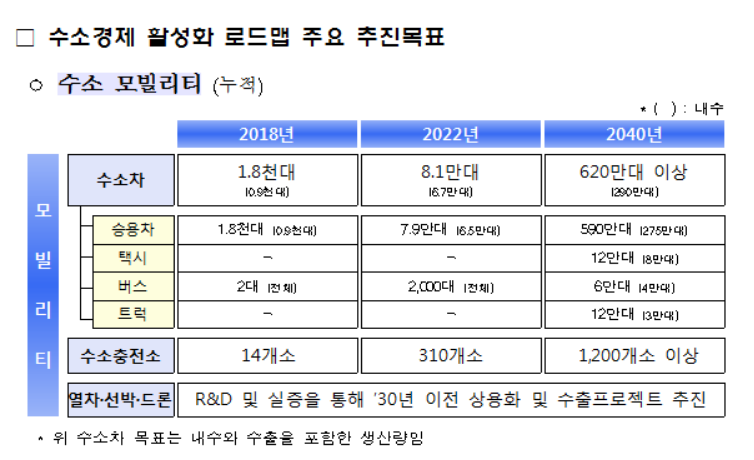 □ 수소경제 활성화 로드맵 주요 추진목표
○ 수소 모빌리티 (누적)
* ( ) : 내수
2018년 2022년 2040년
모빌리티
수소차 1.8천대 (0.9천대) 8.1만대 (6.7만대) 620만대 이상 (290만대)
승용차 1.8천대 (0.9천대) 7.9만대 (6.5만대) 590만대 (275만대)
택시 - - 12만대 (8만대)
버스 2대 (전체) 2,000대 (전체) 6만대 (4만대)
트럭 - - 12만대 (3만대)
수소충전소 14개소 310개소 1,200개소 이상
열차·선박·드론 R&D 및 실증을 통해 '30년 이전 상용화 및 수출프로젝트 추진
* 위 수소차 목표는 내수와 수출을 포함한 생산량임